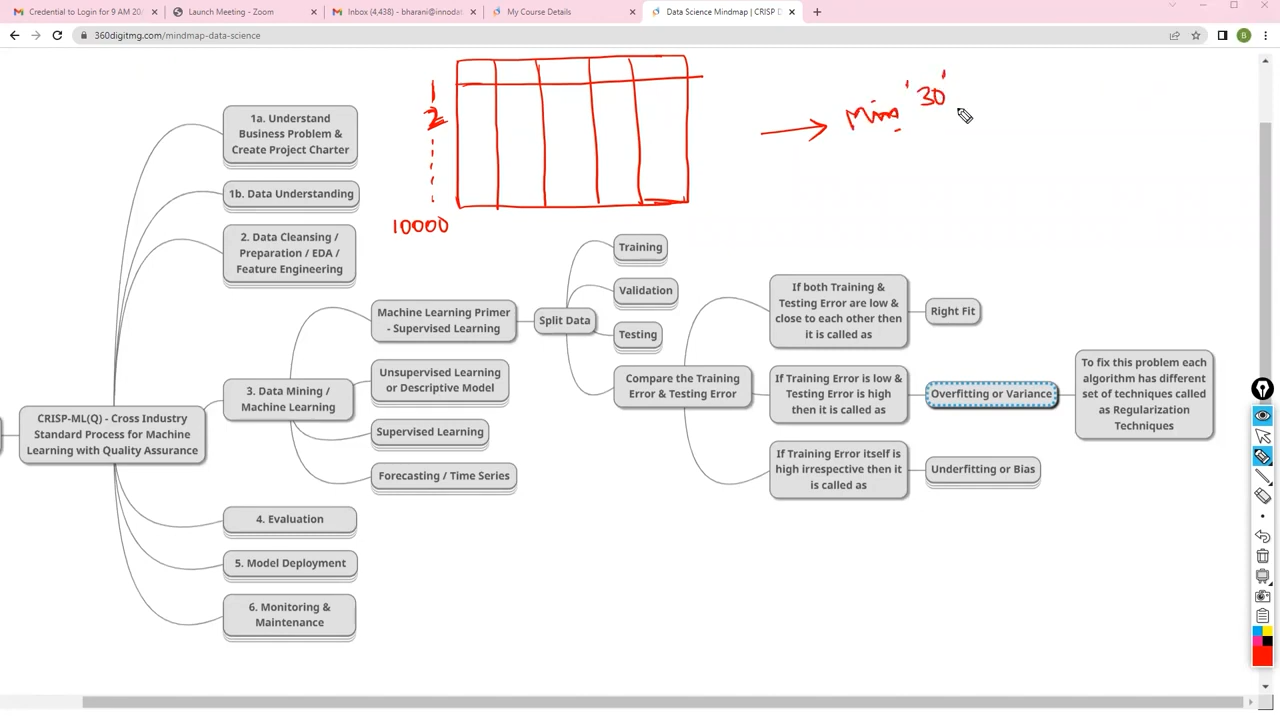 Credential to Login for 9 AM 20/
Launch Meeting - Zoom
Inbox (4,438) - bharani@innodat
My Course Details
Data Science Mindmap | CRISP D
360digitmg.com/mindmap-data-science
B
1
2
10000
Min '30'
1a. Understand
Business Problem &
Create Project Charter
1b. Data Understanding
2. Data Cleansing /
Preparation / EDA /
Feature Engineering
3. Data Mining /
Machine Learning
CRISP-ML(Q) - Cross Industry
Standard Process for Machine
Learning with Quality Assurance
4. Evaluation
5. Model Deployment
6. Monitoring &
Maintenance
Machine Learning Primer
- Supervised Learning
Unsupervised Learning
or Descriptive Model
Supervised Learning
Forecasting / Time Series
Split Data
Training
Validation
Testing
Compare the Training
Error & Testing Error
If both Training &
Testing Error are low &
close to each other then
it is called as
Right Fit
If Training Error is low &
Testing Error is high
then it is called as
Overfitting or Variance
To fix this problem each
algorithm has different
set of techniques called
as Regularization
Techniques
If Training Error itself is
high irrespective then it
is called as
Underfitting or Bias